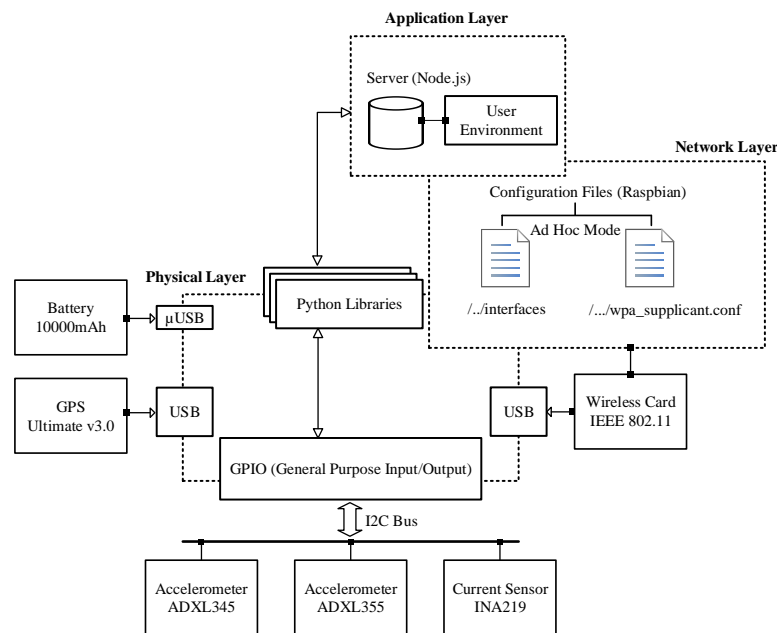 Application Layer
Server (Node.js)
User
Environment
Network Layer
Configuration Files (Raspbian)
Ad Hoc Mode
/../interfaces
/.../wpa_supplicant.conf
Physical Layer
Python Libraries
Battery
10000mAh
µUSB
GPS
Ultimate v3.0
USB
USB
Wireless Card
IEEE 802.11
GPIO (General Purpose Input/Output)
I2C Bus
Accelerometer
ADXL345
Accelerometer
ADXL355
Current Sensor
INA219